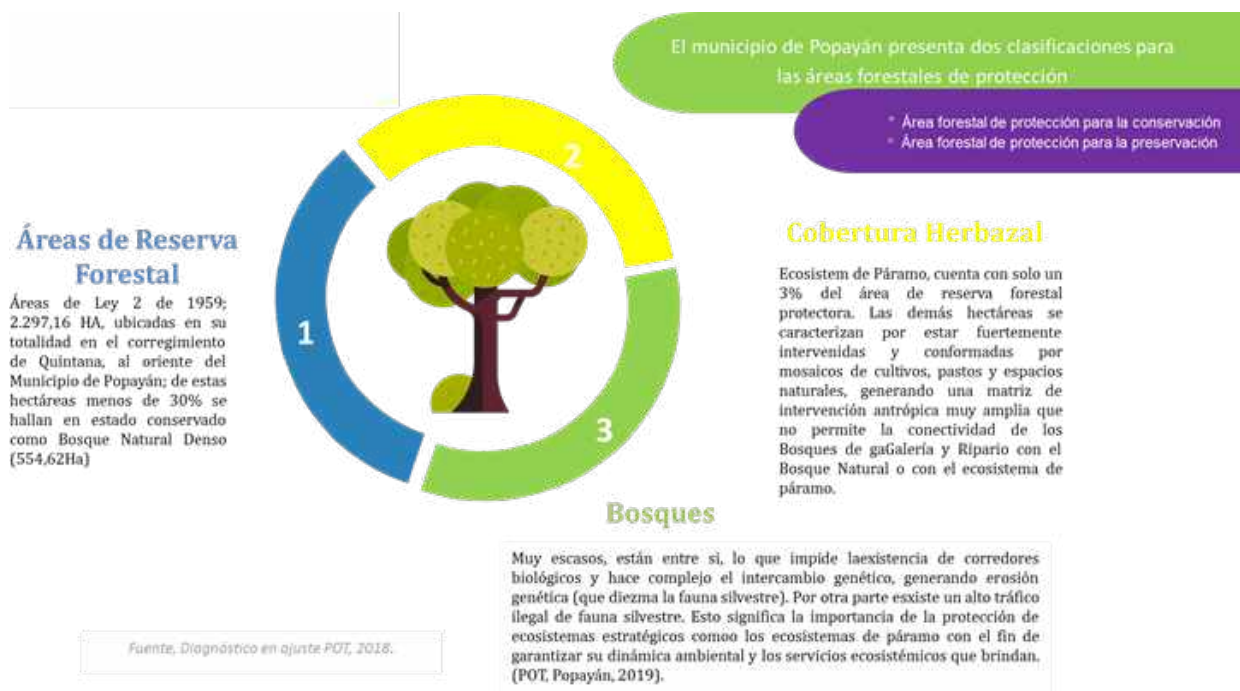 El municipio de Popayán presenta dos clasificaciones para
las áreas forestales de protección
* Área forestal de protección para la conservación
* Área forestal de protección para la preservación
2
1
3
Áreas de Reserva
Forestal
Áreas de Ley 2 de 1959;
2.297,16 HA, ubicadas en su
totalidad en el corregimiento
de Quintana, al oriente del
Municipio de Popayán; de estas
hectáreas menos de 30% se
hallan en estado conservado
como Bosque Natural Denso
(554,62Ha)
Cobertura Herbazal
Ecosistem de Páramo, cuenta con solo un
3% del área de reserva forestal
protectora. Las demás hectáreas se
caracterizan por estar fuertemente
intervenidas y conformadas por
mosaicos de cultivos, pastos y espacios
naturales, generando una matriz de
intervención antrópica muy amplia que
no permite la conectividad de los
Bosques de gaGalería y Ripario con el
Bosque Natural o con el ecosistema de
páramo.
Bosques
Muy escasos, están entre si, lo que impide laexistencia de corredores
biológicos y hace complejo el intercambio genético, generando erosión
genética (que diezma la fauna silvestre). Por otra parte esxiste un alto tráfico
ilegal de fauna silvestre. Esto significa la importancia de la protección de
ecosistemas estratégicos comoo los ecosistemas de páramo con el fin de
garantizar su dinámica ambiental y los servicios ecosistémicos que brindan.
(POT, Popayán, 2019).
Fuente, Diagnóstico en ajuste POT, 2018.